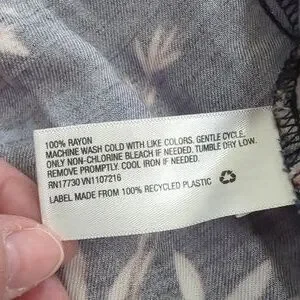 100% RAYON
MACHINE WASH COLD WITH LIKE COLORS. GENTLE CYCLE.
ONLY NON-CHLORINE BLEACH IF NEEDED. TUMBLE DRY LOW.
REMOVE PROMPTLY. COOL IRON IF NEEDED.
RN17730 VN1107216
LABEL MADE FROM 100% RECYCLED PLASTIC